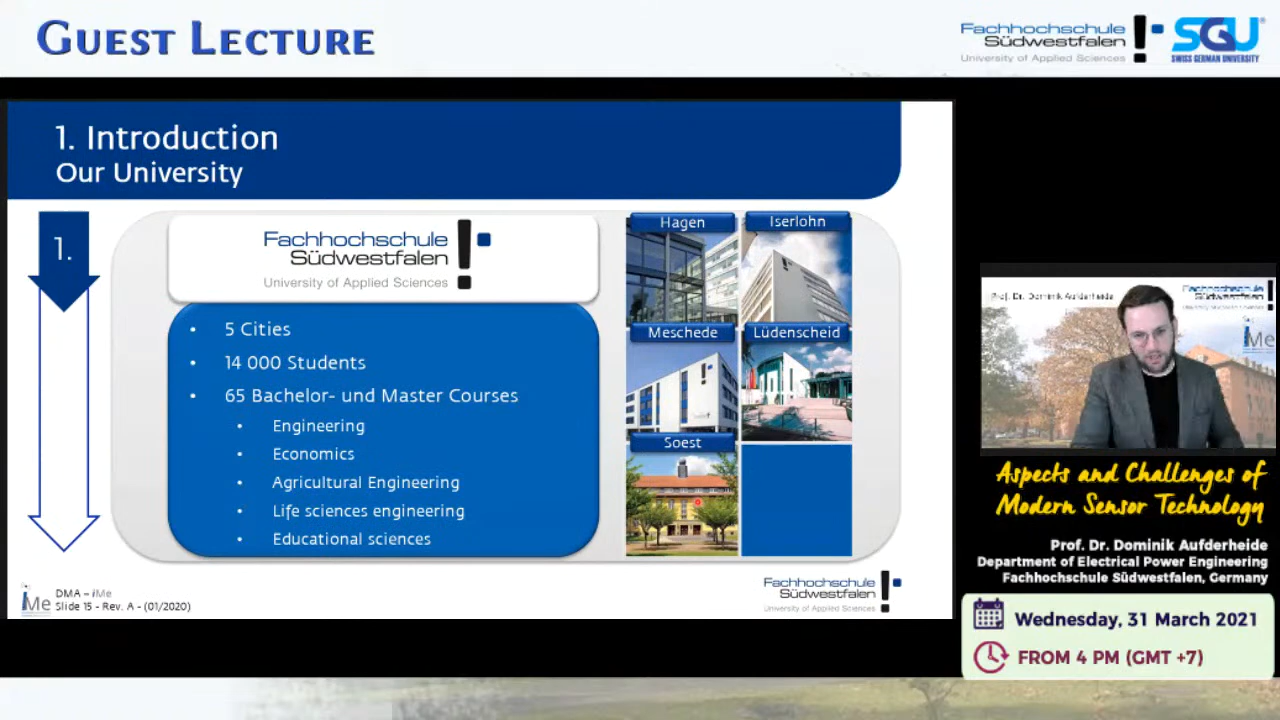 GUEST LECTURE
Fachhochschule
Südwestfalen
University of Applied Sciences
SGU
SWISS GERMAN UNIVERSITY
1. Introduction
Our University
1.
Fachhochschule
Südwestfalen
University of Applied Sciences
• 5 Cities
• 14 000 Students
• 65 Bachelor- und Master Courses
• Engineering
• Economics
• Agricultural Engineering
• Life sciences engineering
• Educational sciences
Hagen
Iserlohn
Meschede
Lüdenscheid
Soest
iMe
DMA – iMe
Slide 15 - Rev. A - (01/2020)
Fachhochschule
Südwestfalen
University of Applied Sciences
Prof. Dr. Dominik Aufderheide
Fachhochschule
Südwestfalen
iMe
Aspects and Challenges of
Modern Sensor Technology
Prof. Dr. Dominik Aufderheide
Department of Electrical Power Engineering
Fachhochschule Südwestfalen, Germany
Wednesday, 31 March 2021
FROM 4 PM (GMT +7)